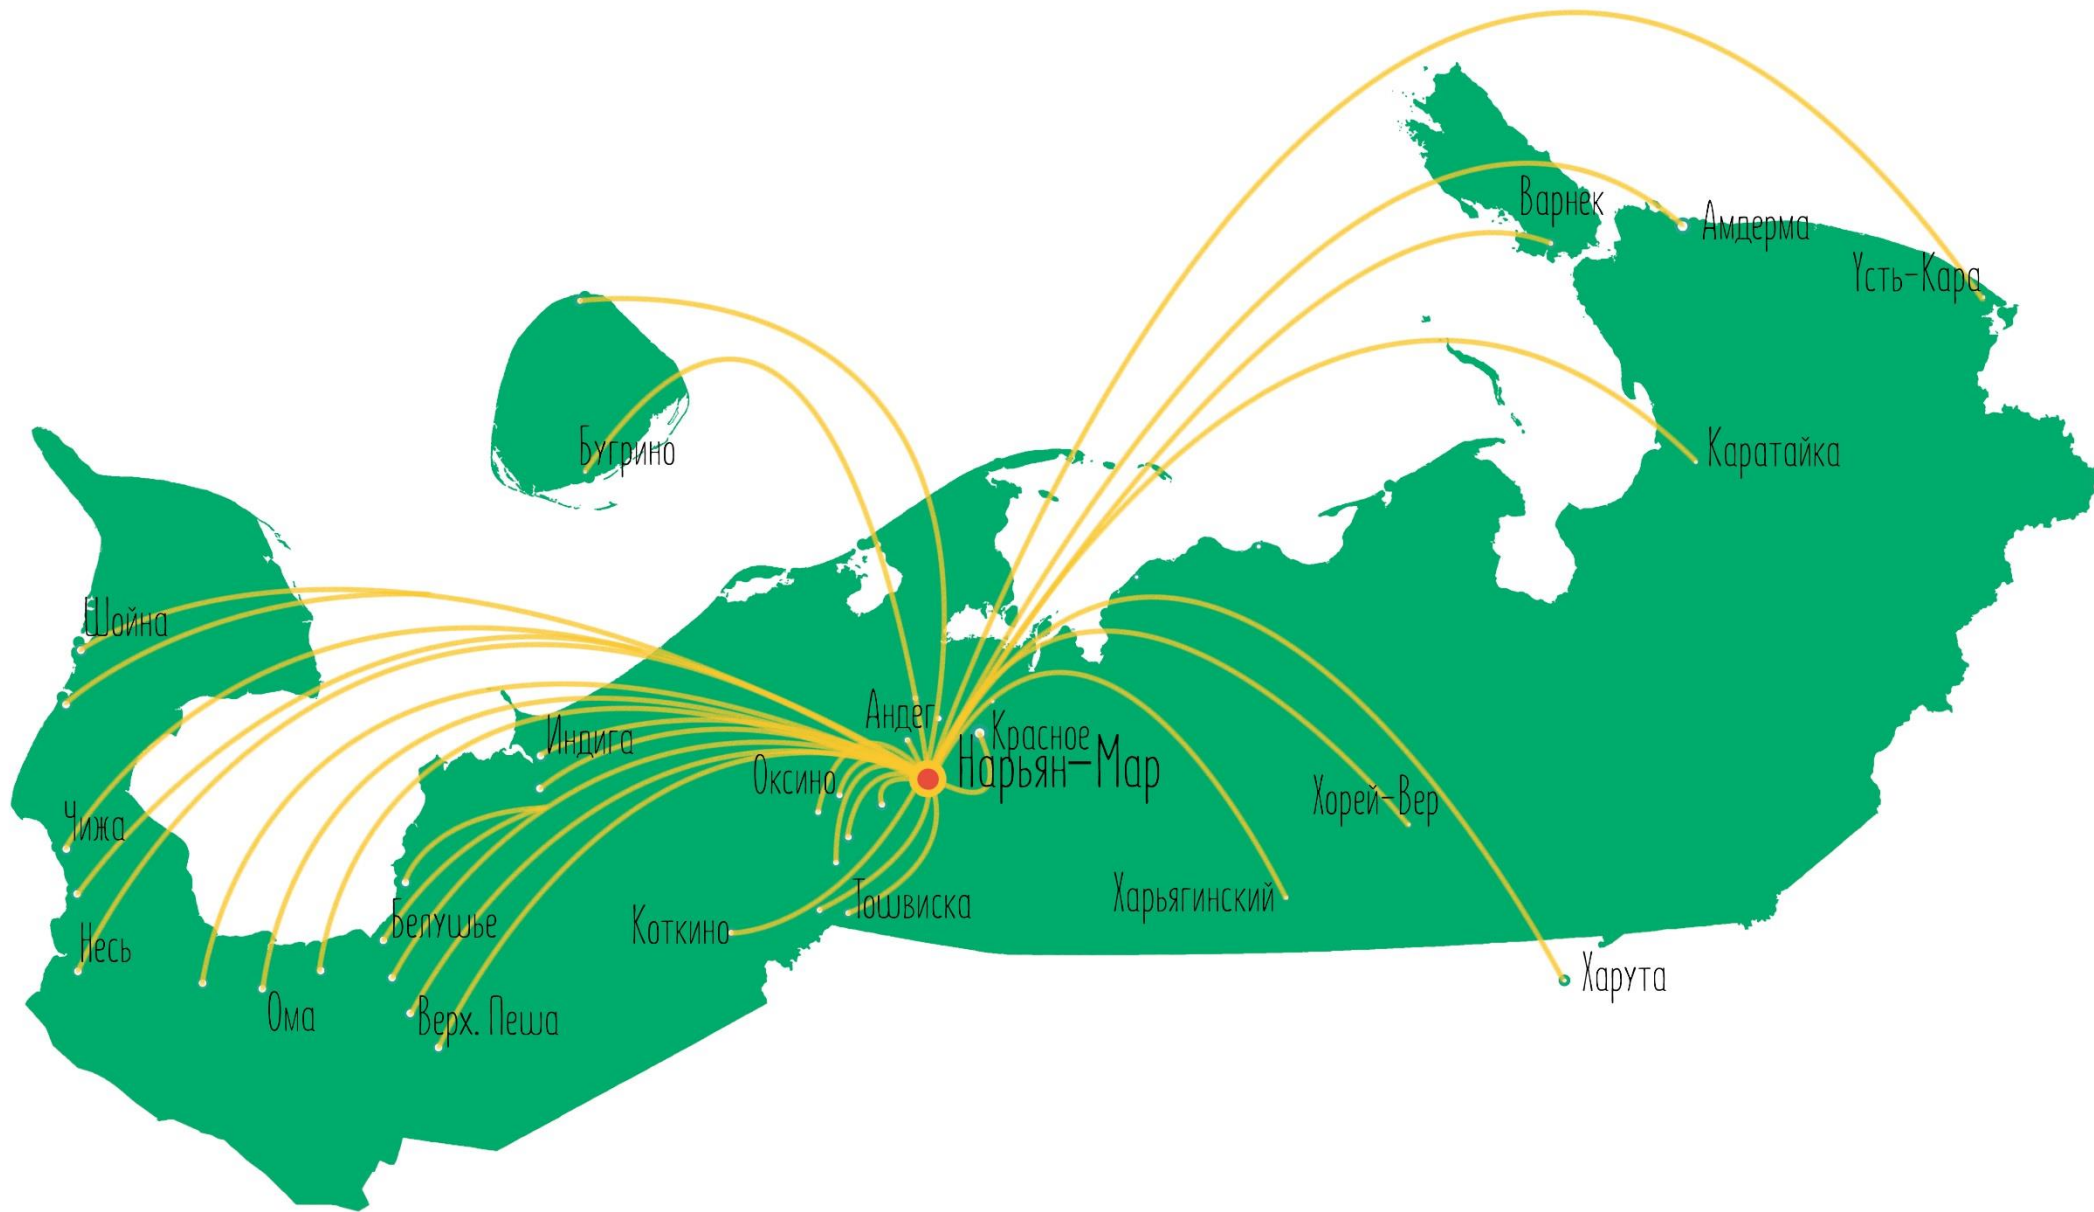 Варнек
Амдерма
Усть-Кара
Бугрино
Каратайка
Шойна
Андег
Красное
Индига
Оксино
Нарьян-Мар
Чижа
Хорей-Вер
Харьягинский
Тошвиска
Белушье
Коткино
Несь
Харута
Ома
Верх. Пеша